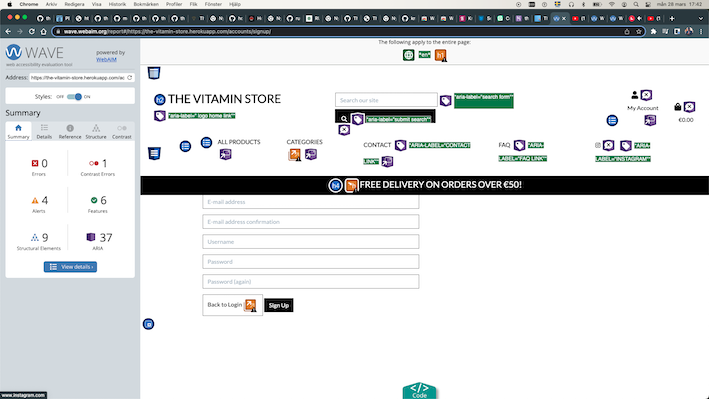 Chrome Arkiv Redigera Visa Historik Bokmärken Profiler Flik Fönster Hjälp
mån 28 mars 17:42
wave.webaim.org/report#/https://the-vitamin-store.herokuapp.com/accounts/signup/
WAVE
web accessibility evaluation tool
powered by
WebAIM
Address: https://the-vitamin-store.herokuapp.com/ac
Styles: OFF ON
Summary
Summary Details Reference Structure Contrast
0 Errors
1 Contrast Errors
4 Alerts
6 Features
9 Structural Elements
37 ARIA
View details ›
The following apply to the entire page:
*en*
h1
h2 THE VITAMIN STORE
*aria-label=" logo home link"*
Search our site
*aria-label="search form"*
*aria-label="submit search"*
My Account
€0.00
ALL PRODUCTS
CATEGORIES
CONTACT *ARIA-LABEL="CONTACT LINK"*
FAQ *ARIA-LABEL="FAQ LINK"*
*ARIA-LABEL="INSTAGRAM"*
h4 FREE DELIVERY ON ORDERS OVER €50!
E-mail address
E-mail address confirmation
Username
Password
Password (again)
Back to Login
Sign Up
www.instagram.com
</> Code